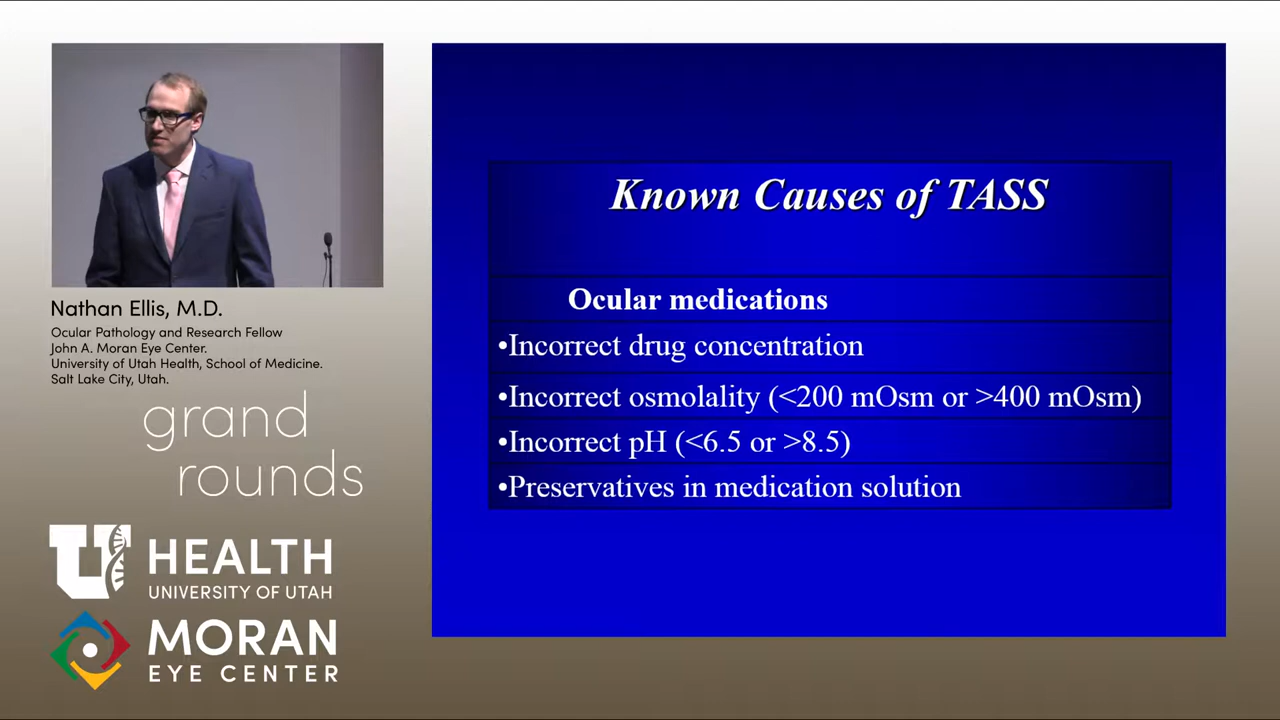 Known Causes of TASS
Ocular medications
•Incorrect drug concentration
•Incorrect osmolality (<200 mOsm or >400 mOsm)
•Incorrect pH (<6.5 or >8.5)
•Preservatives in medication solution
Nathan Ellis, M.D.
Ocular Pathology and Research Fellow
John A. Moran Eye Center.
University of Utah Health, School of Medicine.
Salt Lake City, Utah.
grand
rounds
U HEALTH
UNIVERSITY OF UTAH
MORAN
EYE CENTER